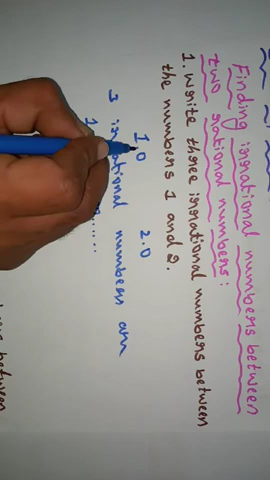 Finding irrational numbers between
two rational numbers:
1. Write three irrational numbers between
the numbers 1 and 2.
1.0 2.0
3 irrational numbers are